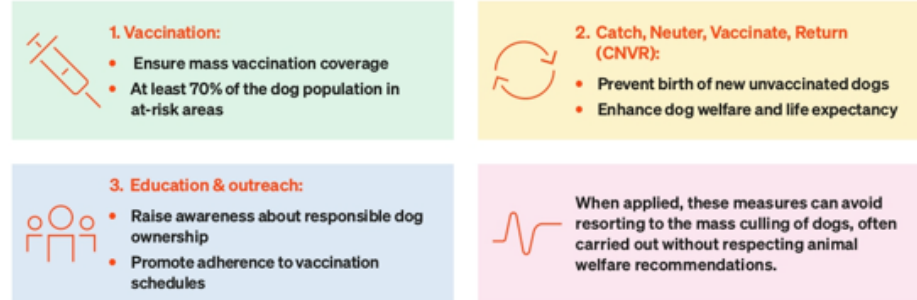 1. Vaccination:
• Ensure mass vaccination coverage
• At least 70% of the dog population in
at-risk areas
2. Catch, Neuter, Vaccinate, Return
(CNVR):
• Prevent birth of new unvaccinated dogs
• Enhance dog welfare and life expectancy
3. Education & outreach:
• Raise awareness about responsible dog
ownership
• Promote adherence to vaccination
schedules
When applied, these measures can avoid
resorting to the mass culling of dogs, often
carried out without respecting animal
welfare recommendations.